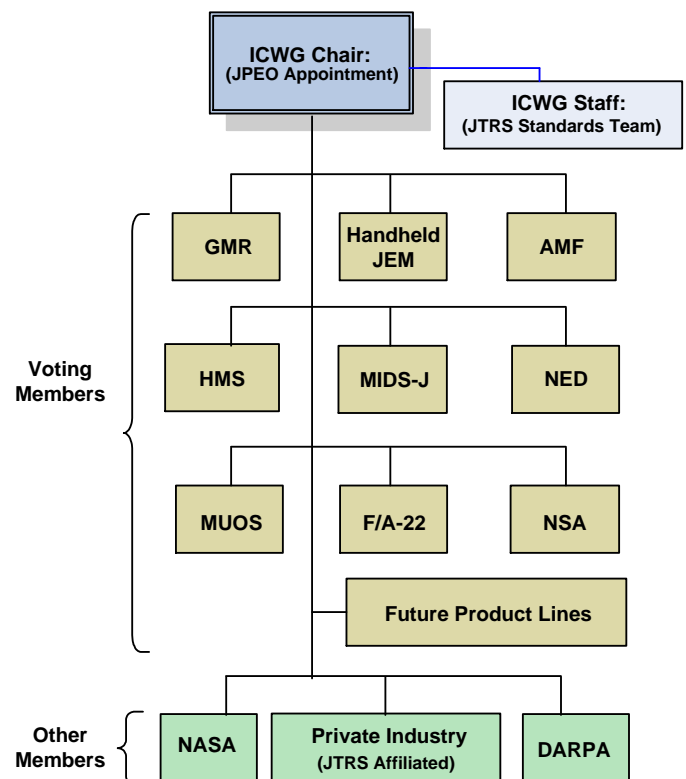 ICWG Chair:
(JPEO Appointment)
ICWG Staff:
(JTRS Standards Team)
GMR
Handheld
JEM
AMF
Voting
Members
HMS
MIDS-J
NED
MUOS
F/A-22
NSA
Future Product Lines
Other
Members
NASA
Private Industry
(JTRS Affiliated)
DARPA